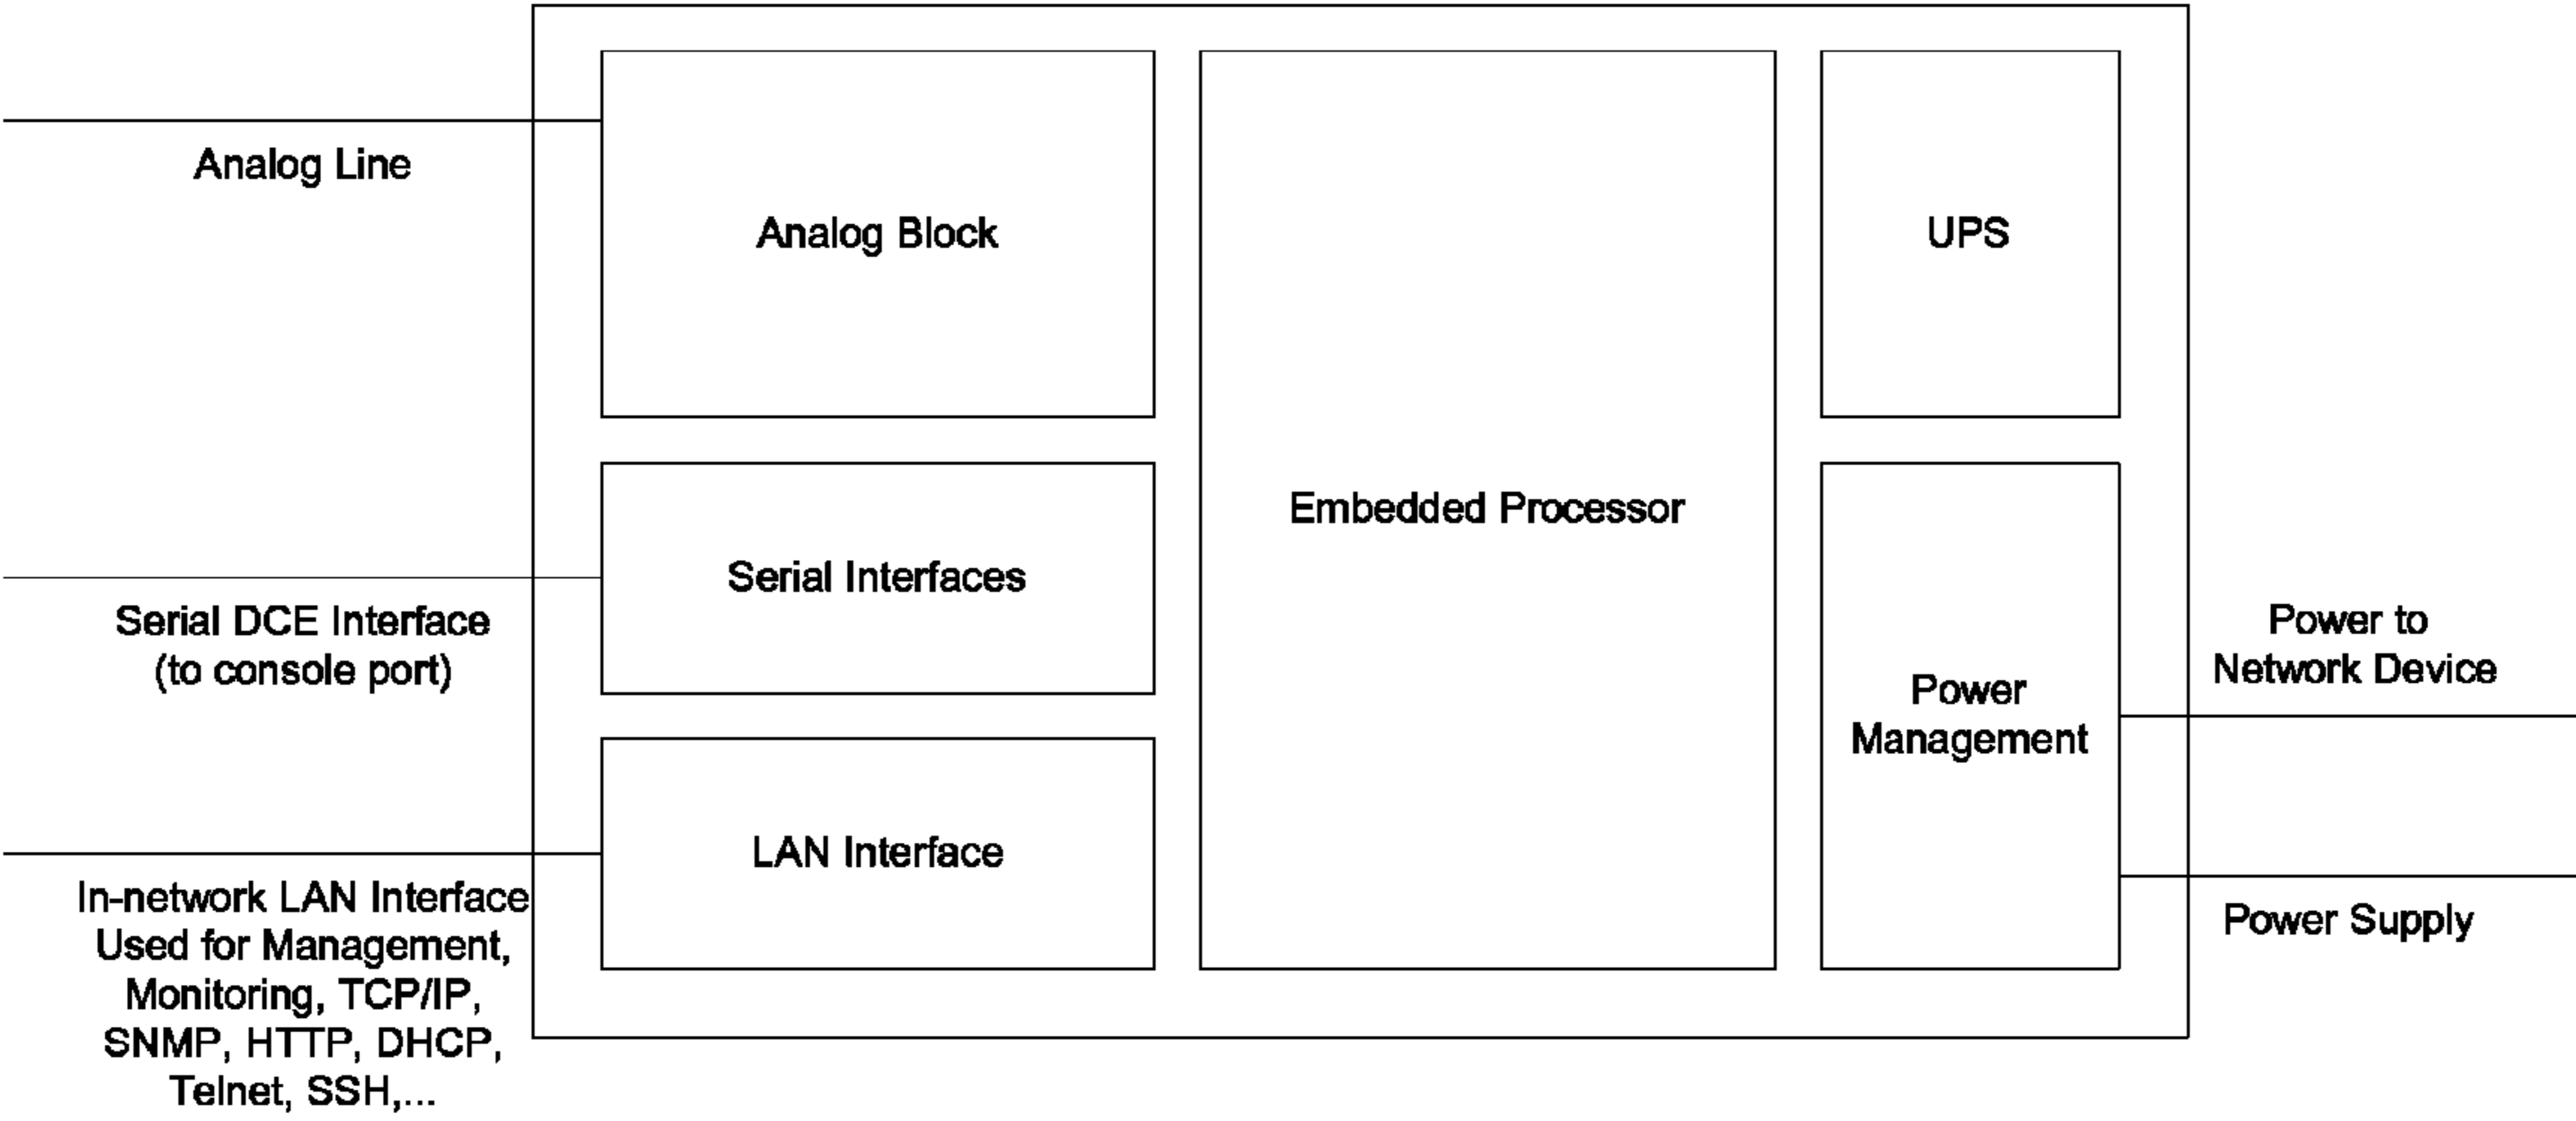 Analog Line
Analog Block
UPS
Embedded Processor
Serial Interfaces
Serial DCE Interface
(to console port)
Power to
Network Device
Power
Management
LAN Interface
In-network LAN Interface
Used for Management,
Monitoring, TCP/IP,
SNMP, HTTP, DHCP,
Telnet, SSH,...
Power Supply